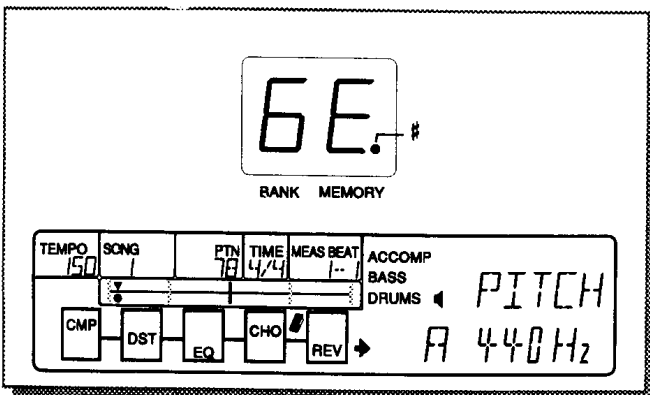 6E.
#
BANK MEMORY
TEMPO SONG PTN TIME MEAS BEAT ACCOMP
150 1 78 4/4 1-- 1 BASS
DRUMS PITCH
CMP DST EQ CHO REV A 440Hz